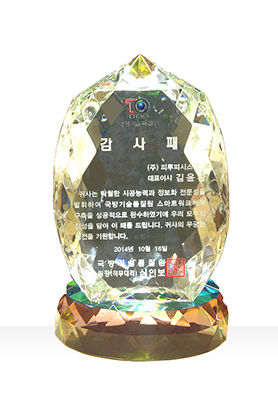 DTaQ
감 사 패
(주) 피투피시스
대표이사 김 윤
귀사는 탁월한 시공능력과 정보화 전문성을
발휘하여 국방기술품질원 스마트워크
구축을 성공적으로 완수하였기에 우리 모두의
정성을 담아 이 패를 드립니다. 귀사의 무궁한
발전을 기원합니다.
2014년 10월 16일
국 방 기 술 품 질 원
원장(직무대리) 심인보